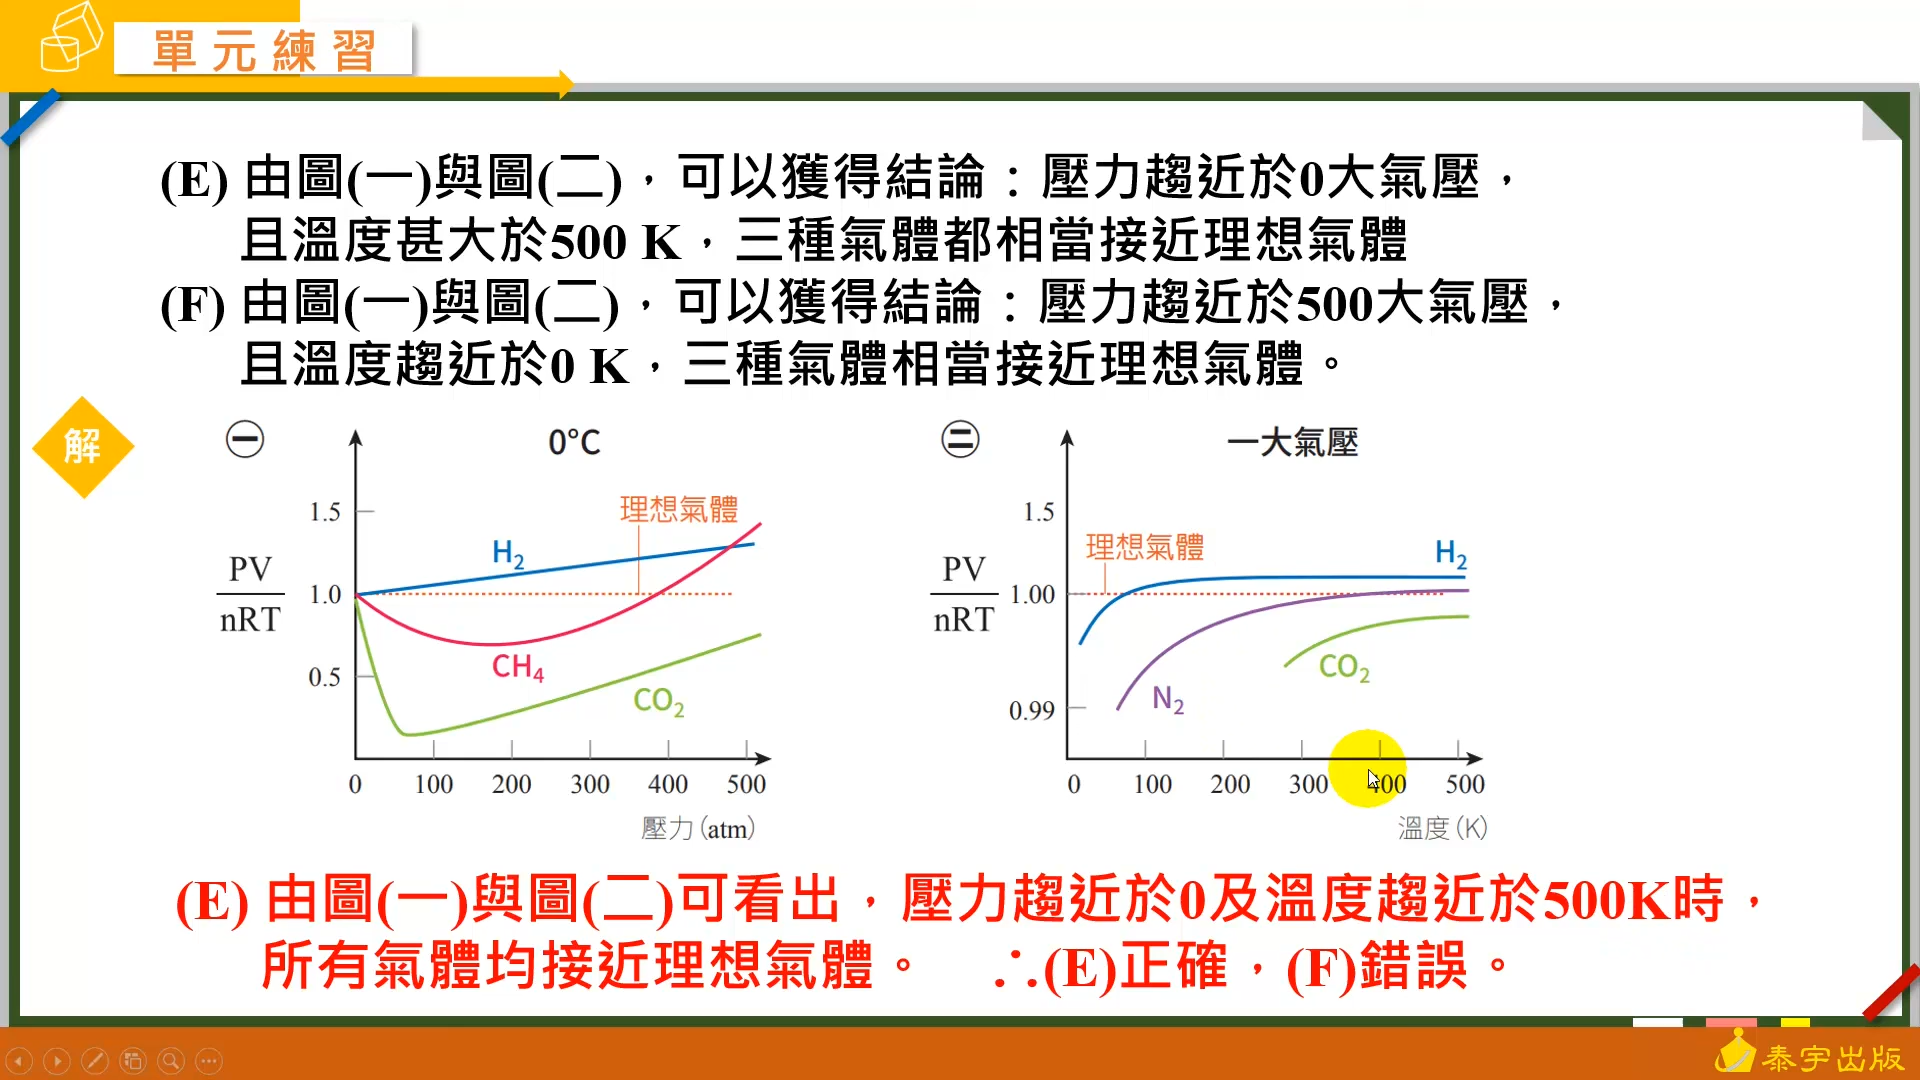 單元練習
(E) 由圖(一)與圖(二)，可以獲得結論：壓力趨近於0大氣壓，
且溫度甚大於500 K，三種氣體都相當接近理想氣體
(F) 由圖(一)與圖(二)，可以獲得結論：壓力趨近於500大氣壓，
且溫度趨近於0 K，三種氣體相當接近理想氣體。
解
㊀ 0°C
PV
nRT
1.5
1.0
0.5
理想氣體
H₂
CH₄
CO₂
0 100 200 300 400 500
壓力(atm)
㊁ 一大氣壓
PV
nRT
1.5
1.00
0.99
理想氣體
H₂
N₂
CO₂
0 100 200 300 400 500
溫度(K)
(E) 由圖(一)與圖(二)可看出，壓力趨近於0及溫度趨近於500K時，
所有氣體均接近理想氣體。 ∴(E)正確，(F)錯誤。
泰宇出版